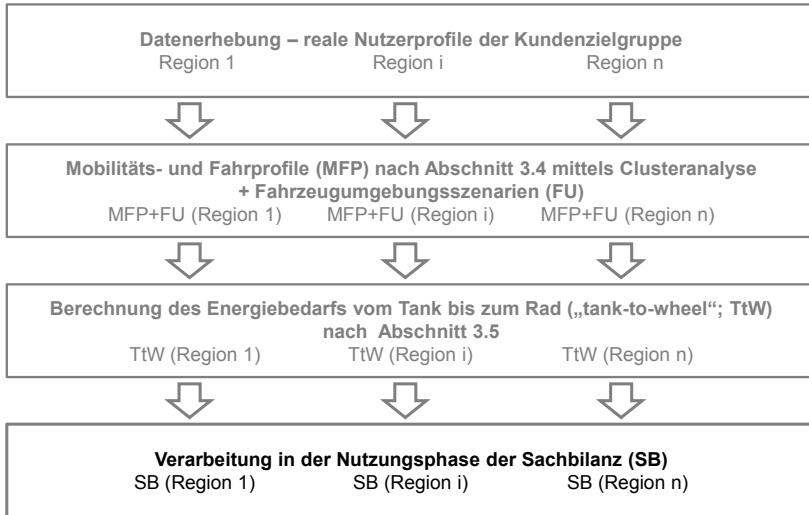 Datenerhebung – reale Nutzerprofile der Kundenzielgruppe
Region 1 Region i Region n
Mobilitäts- und Fahrprofile (MFP) nach Abschnitt 3.4 mittels Clusteranalyse
+ Fahrzeugumgebungsszenarien (FU)
MFP+FU (Region 1) MFP+FU (Region i) MFP+FU (Region n)
Berechnung des Energiebedarfs vom Tank bis zum Rad („tank-to-wheel“; TtW)
nach Abschnitt 3.5
TtW (Region 1) TtW (Region i) TtW (Region n)
Verarbeitung in der Nutzungsphase der Sachbilanz (SB)
SB (Region 1) SB (Region i) SB (Region n)